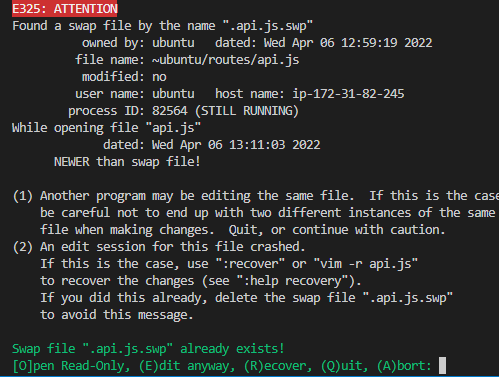 E325: ATTENTION
Found a swap file by the name ".api.js.swp"
owned by: ubuntu   dated: Wed Apr 06 12:59:19 2022
file name: ~ubuntu/routes/api.js
modified: no
user name: ubuntu   host name: ip-172-31-82-245
process ID: 82564 (STILL RUNNING)
While opening file "api.js"
dated: Wed Apr 06 13:11:03 2022
NEWER than swap file!
(1) Another program may be editing the same file.  If this is the case
be careful not to end up with two different instances of the same
file when making changes.  Quit, or continue with caution.
(2) An edit session for this file crashed.
If this is the case, use ":recover" or "vim -r api.js"
to recover the changes (see ":help recovery").
If you did this already, delete the swap file ".api.js.swp"
to avoid this message.
Swap file ".api.js.swp" already exists!
[O]pen Read-Only, (E)dit anyway, (R)ecover, (Q)uit, (A)bort: